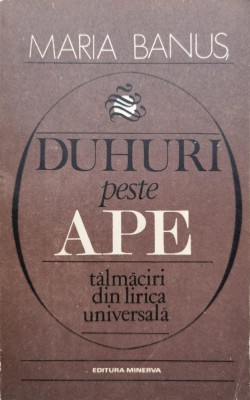 MARIA BANUȘ
DUHURI
peste
APE
tălmăciri
din lirica
universală
EDITURA MINERVA